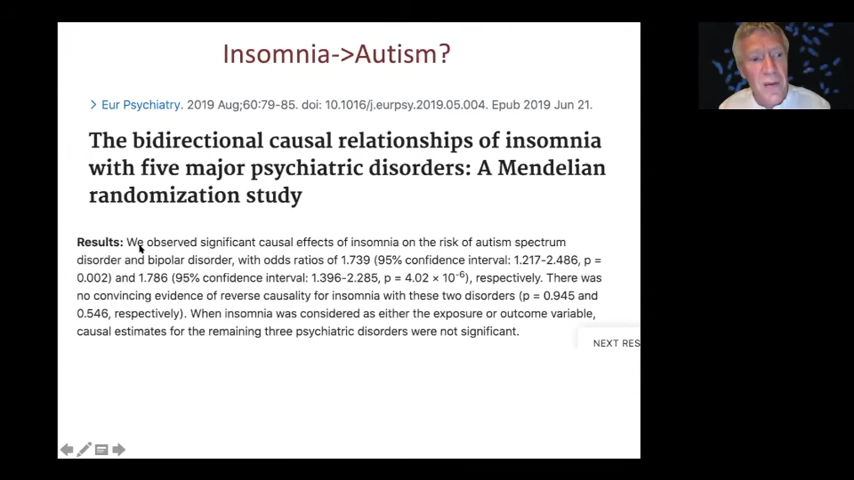 Insomnia->Autism?
> Eur Psychiatry. 2019 Aug;60:79-85. doi: 10.1016/j.eurpsy.2019.05.004. Epub 2019 Jun 21.
The bidirectional causal relationships of insomnia
with five major psychiatric disorders: A Mendelian
randomization study
Results: We observed significant causal effects of insomnia on the risk of autism spectrum
disorder and bipolar disorder, with odds ratios of 1.739 (95% confidence interval: 1.217-2.486, p =
0.002) and 1.786 (95% confidence interval: 1.396-2.285, p = 4.02 × 10⁻⁶), respectively. There was
no convincing evidence of reverse causality for insomnia with these two disorders (p = 0.945 and
0.546, respectively). When insomnia was considered as either the exposure or outcome variable,
causal estimates for the remaining three psychiatric disorders were not significant.
NEXT RES